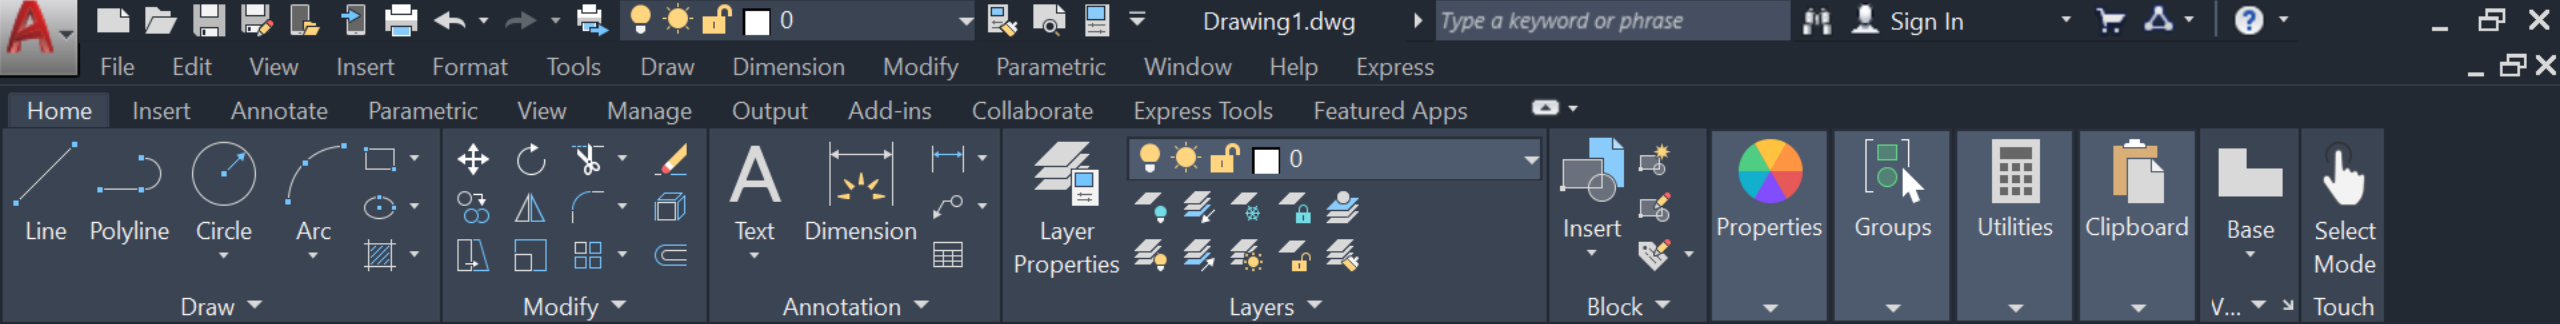 0 Drawing1.dwg Type a keyword or phrase Sign In
File Edit View Insert Format Tools Draw Dimension Modify Parametric Window Help Express
Home Insert Annotate Parametric View Manage Output Add-ins Collaborate Express Tools Featured Apps
0
Line Polyline Circle Arc Text Dimension Layer Properties Insert Properties Groups Utilities Clipboard Base Select Mode
Draw Modify Annotation Layers Block V... Touch